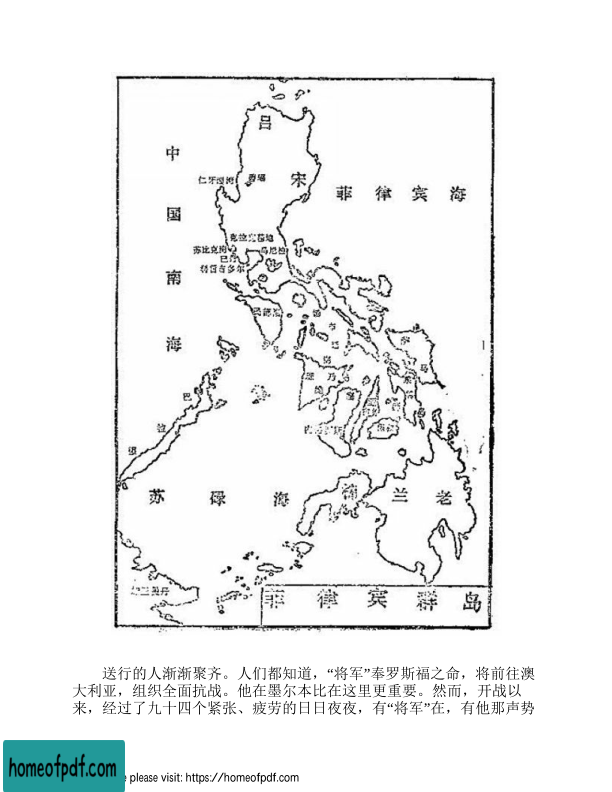 吕
宋
中
国
南
海
菲律宾海
仁牙湾
克拉克基地
苏比克湾
马尼拉
巴丹
科雷吉多尔
巴
拉
望
苏禄海
棉兰老
菲律宾群岛
送行的人渐渐聚齐。人们都知道，“将军”奉罗斯福之命，将前往澳
大利亚，组织全面抗战。他在墨尔本比在这里更重要。然而，开战以
来，经过了九十四个紧张、疲劳的日日夜夜，有“将军”在，有他那声势
homeofpdf.com
e please visit: https://homeofpdf.com